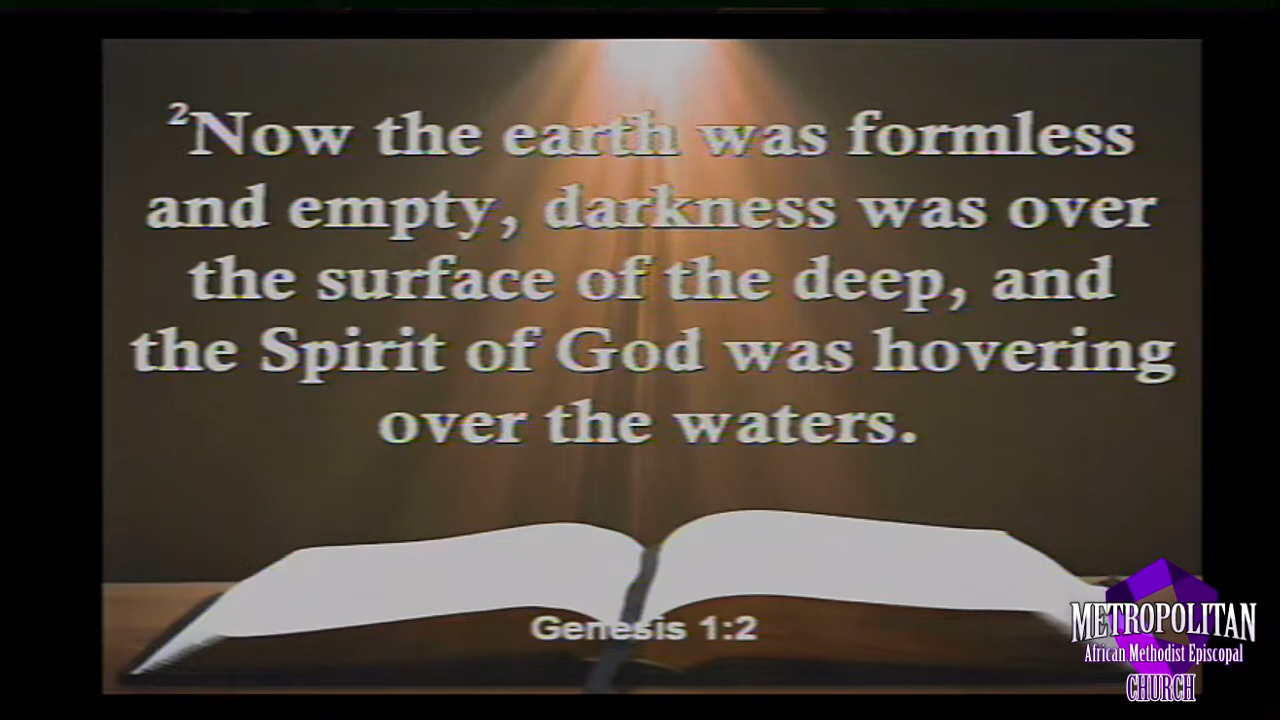 ²Now the earth was formless
and empty, darkness was over
the surface of the deep, and
the Spirit of God was hovering
over the waters.
Genesis 1:2
METROPOLITAN
African Methodist Episcopal
CHURCH